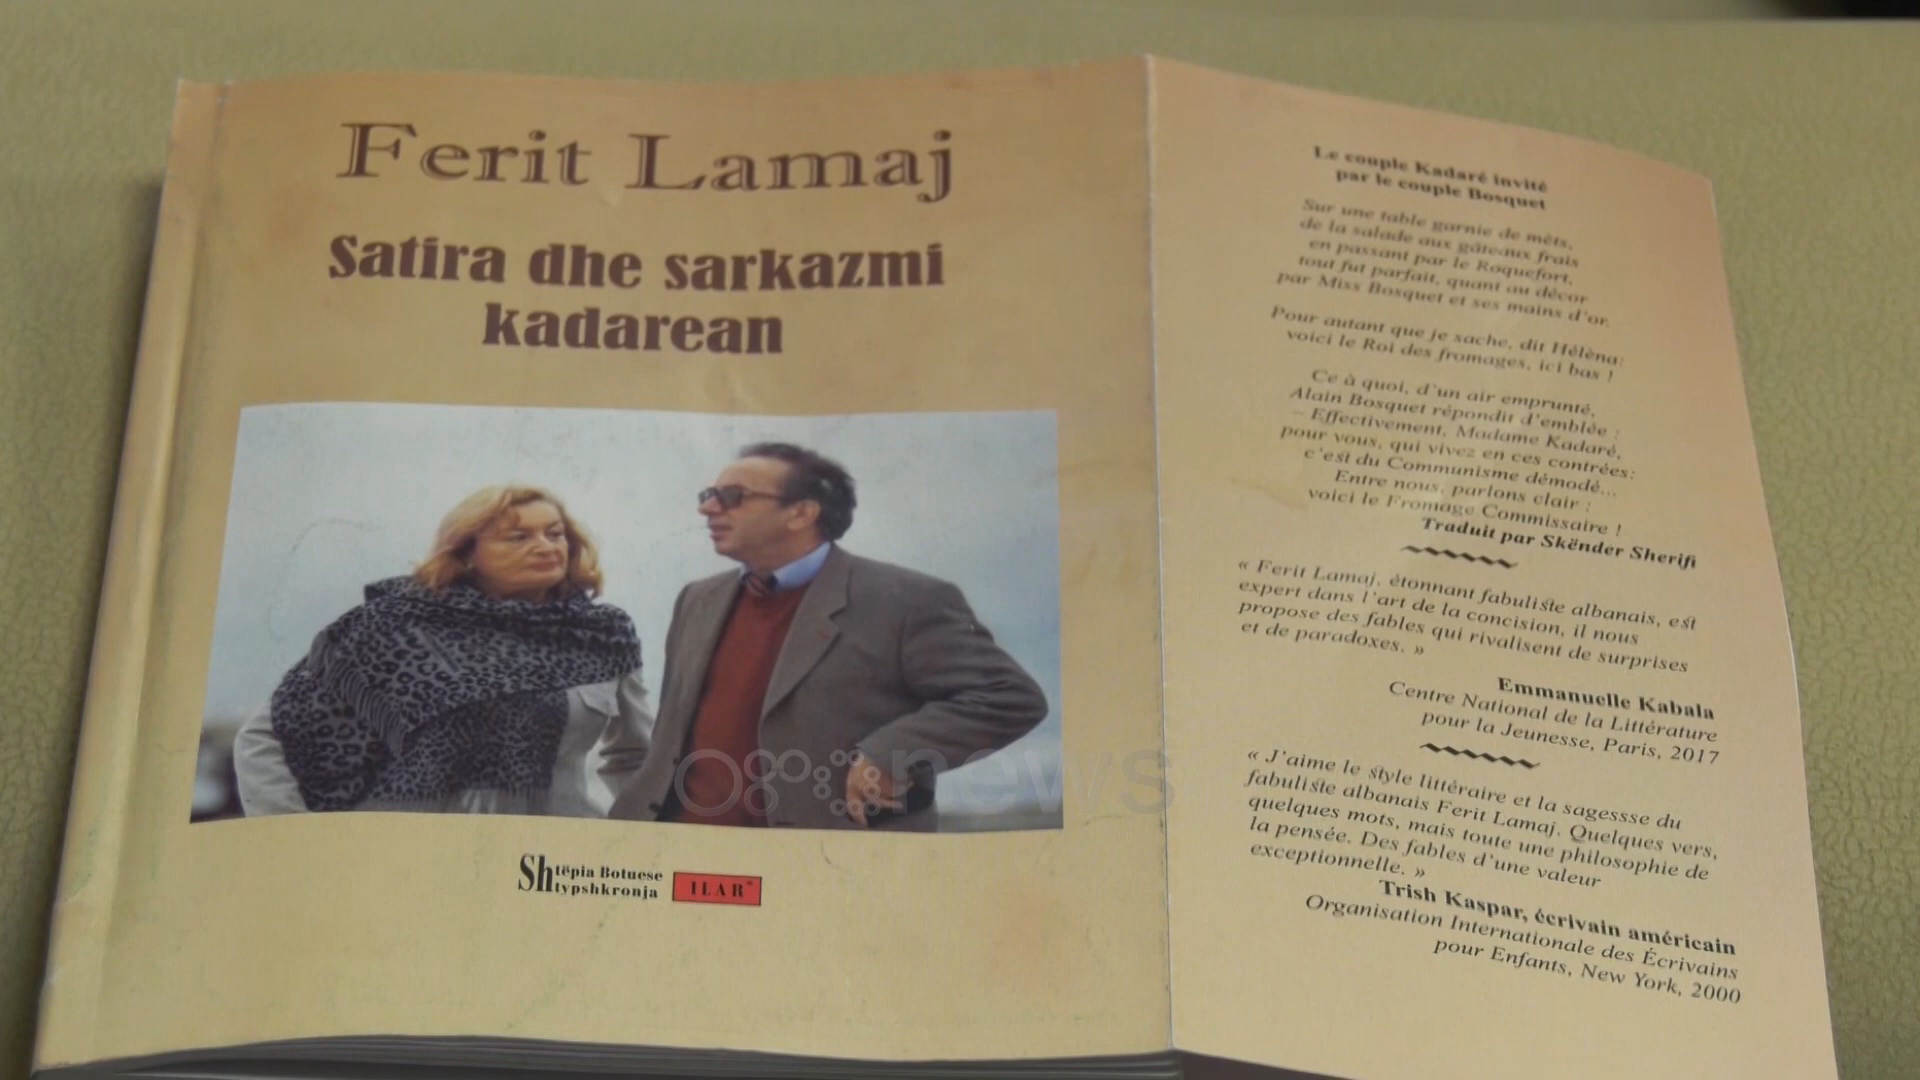 Ferit Lamaj
Satira dhe sarkazmi
kadarean
Shtëpia Botuese
typshkronja
ILAR
news
Le couple Kadaré invité
par le couple Bosquet
Sur une table garnie de mêts,
de la salade aux gâteaux frais
en passant par le Roquefort,
tout fut parfait, quant au décor
par Miss Bosquet et ses mains d'or.
Pour autant que je sache, dit Hélèna:
voici le Roi des fromages, ici bas !
Ce à quoi, d'un air emprunté,
Alain Bosquet répondit d'emblée :
– Effectivement, Madame Kadaré,
pour vous, qui vivez en ces contrées:
c'est du Communisme démodé...
Entre nous, parlons clair :
voici le Fromage Commissaire !
Traduit par Skënder Sherifi
« Ferit Lamaj, étonnant fabuliste albanais, est
expert dans l'art de la concision, il nous
propose des fables qui rivalisent de surprises
et de paradoxes. »
Emmanuelle Kabala
Centre National de la Littérature
pour la Jeunesse, Paris, 2017
« J'aime le style littéraire et la sagessse du
fabuliste albanais Ferit Lamaj. Quelques vers,
quelques mots, mais toute une philosophie de
la pensée. Des fables d'une valeur
exceptionnelle. »
Trish Kaspar, écrivain américain
Organisation Internationale des Écrivains
pour Enfants, New York, 2000